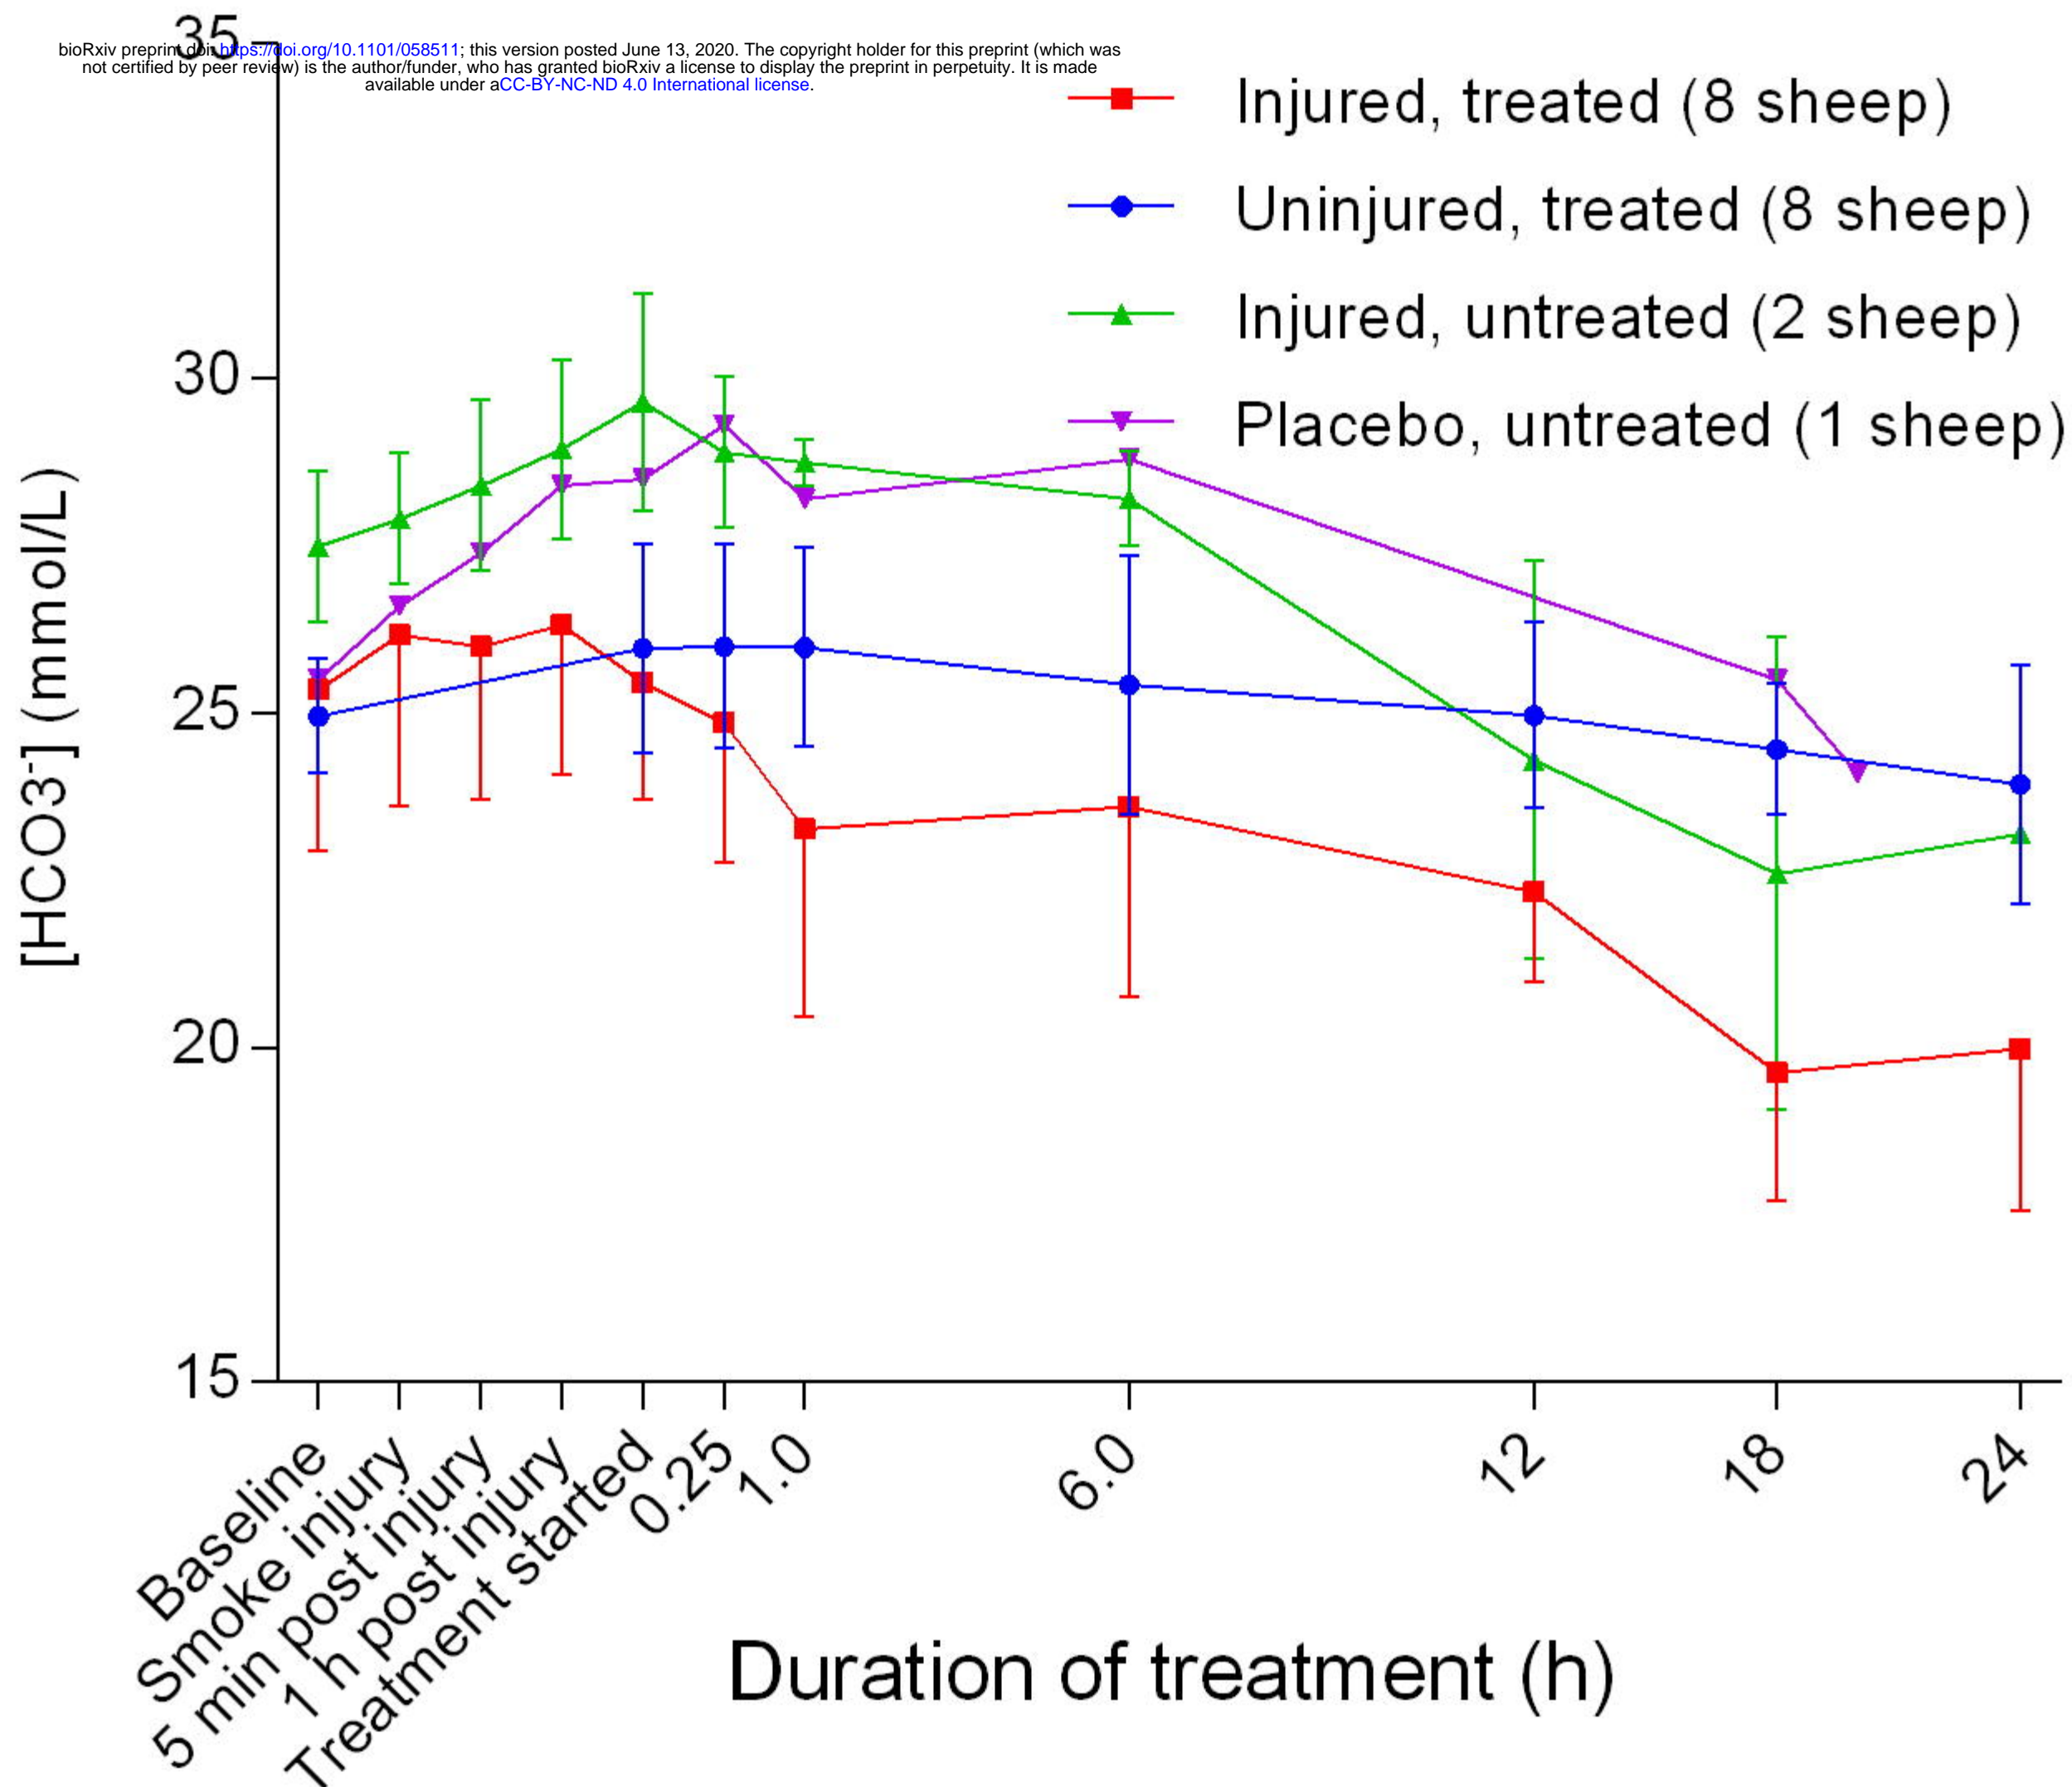 35
bioRxiv preprint doi: https://doi.org/10.1101/058511; this version posted June 13, 2020. The copyright holder for this preprint (which was
not certified by peer review) is the author/funder, who has granted bioRxiv a license to display the preprint in perpetuity. It is made
available under aCC-BY-NC-ND 4.0 International license.
Injured, treated (8 sheep)
Uninjured, treated (8 sheep)
Injured, untreated (2 sheep)
Placebo, untreated (1 sheep)
30
25
20
15
[HCO3-] (mmol/L)
Baseline
Smoke injury
5 min post injury
1 h post injury
Treatment started
0.25
1.0
6.0
12
18
24
Duration of treatment (h)